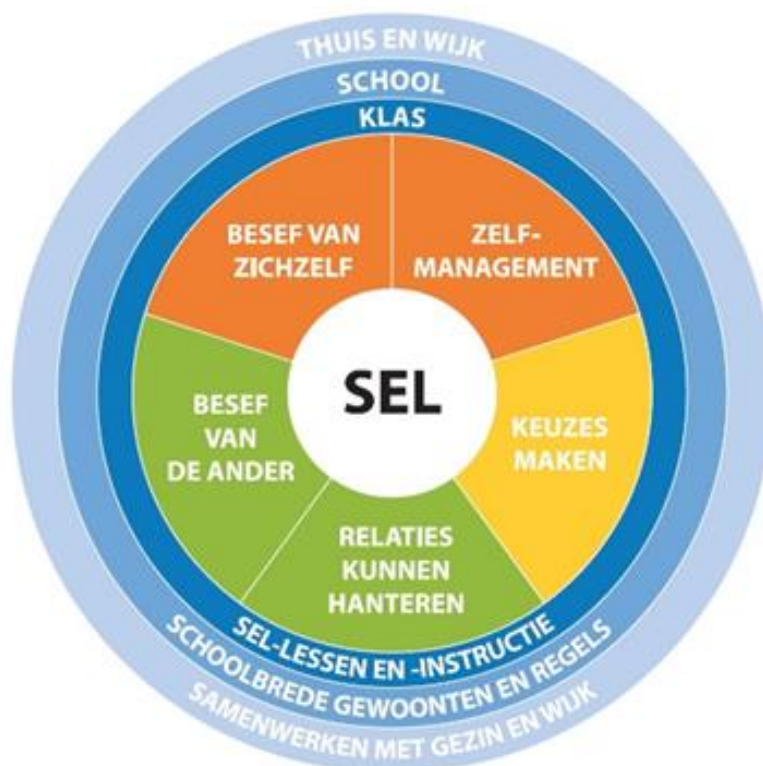 THUIS EN WIJK
SCHOOL
KLAS
BESEF VAN
ZICHZELF
ZELF-
MANAGEMENT
SEL
BESEF
VAN
DE ANDER
KEUZES
MAKEN
RELATIES
KUNNEN
HANTEREN
SEL-LESSEN EN -INSTRUCTIE
SCHOOLBREDE GEWOONTEN EN REGELS
SAMENWERKEN MET GEZIN EN WIJK